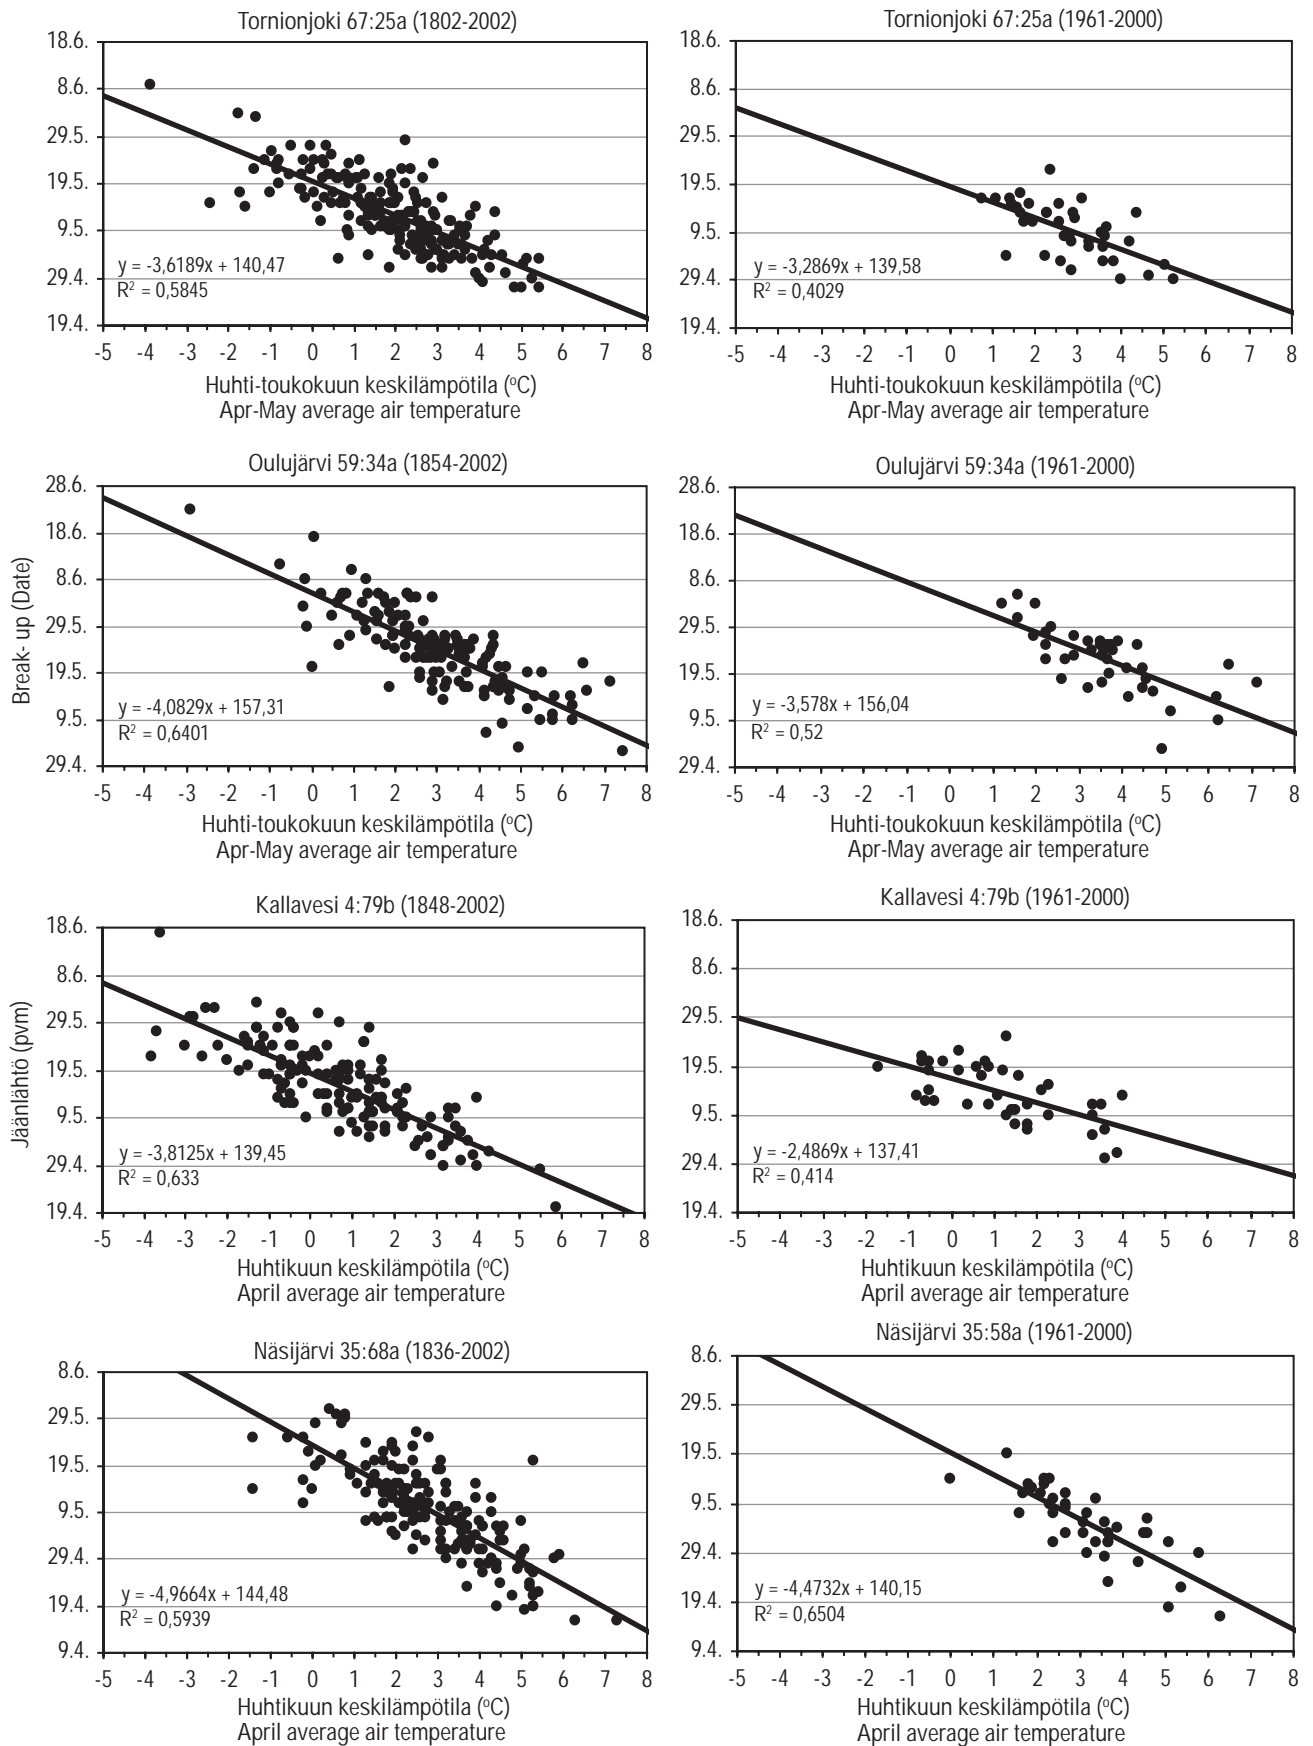 Tornionjoki 67:25a (1802-2002)
18.6.
8.6.
29.5.
19.5.
9.5.
29.4.
19.4.
y = -3,6189x + 140,47
R² = 0,5845
-5 -4 -3 -2 -1 0 1 2 3 4 5 6 7 8
Huhti-toukokuun keskilämpötila (°C)
Apr-May average air temperature
Tornionjoki 67:25a (1961-2000)
18.6.
8.6.
29.5.
19.5.
9.5.
29.4.
19.4.
y = -3,2869x + 139,58
R² = 0,4029
-5 -4 -3 -2 -1 0 1 2 3 4 5 6 7 8
Huhti-toukokuun keskilämpötila (°C)
Apr-May average air temperature
Break- up (Date)
Oulujärvi 59:34a (1854-2002)
28.6.
18.6.
8.6.
29.5.
19.5.
9.5.
29.4.
y = -4,0829x + 157,31
R² = 0,6401
-5 -4 -3 -2 -1 0 1 2 3 4 5 6 7 8
Huhti-toukokuun keskilämpötila (°C)
Apr-May average air temperature
Oulujärvi 59:34a (1961-2000)
28.6.
18.6.
8.6.
29.5.
19.5.
9.5.
29.4.
y = -3,578x + 156,04
R² = 0,52
-5 -4 -3 -2 -1 0 1 2 3 4 5 6 7 8
Huhti-toukokuun keskilämpötila (°C)
Apr-May average air temperature
Jäänlähtö (pvm)
Kallavesi 4:79b (1848-2002)
18.6.
8.6.
29.5.
19.5.
9.5.
29.4.
19.4.
y = -3,8125x + 139,45
R² = 0,633
-5 -4 -3 -2 -1 0 1 2 3 4 5 6 7 8
Huhtikuun keskilämpötila (°C)
April average air temperature
Kallavesi 4:79b (1961-2000)
18.6.
8.6.
29.5.
19.5.
9.5.
29.4.
19.4.
y = -2,4869x + 137,41
R² = 0,414
-5 -4 -3 -2 -1 0 1 2 3 4 5 6 7 8
Huhtikuun keskilämpötila (°C)
April average air temperature
Näsijärvi 35:68a (1836-2002)
8.6.
29.5.
19.5.
9.5.
29.4.
19.4.
9.4.
y = -4,9664x + 144,48
R² = 0,5939
-5 -4 -3 -2 -1 0 1 2 3 4 5 6 7 8
Huhtikuun keskilämpötila (°C)
April average air temperature
Näsijärvi 35:58a (1961-2000)
8.6.
29.5.
19.5.
9.5.
29.4.
19.4.
9.4.
y = -4,4732x + 140,15
R² = 0,6504
-5 -4 -3 -2 -1 0 1 2 3 4 5 6 7 8
Huhtikuun keskilämpötila (°C)
April average air temperature